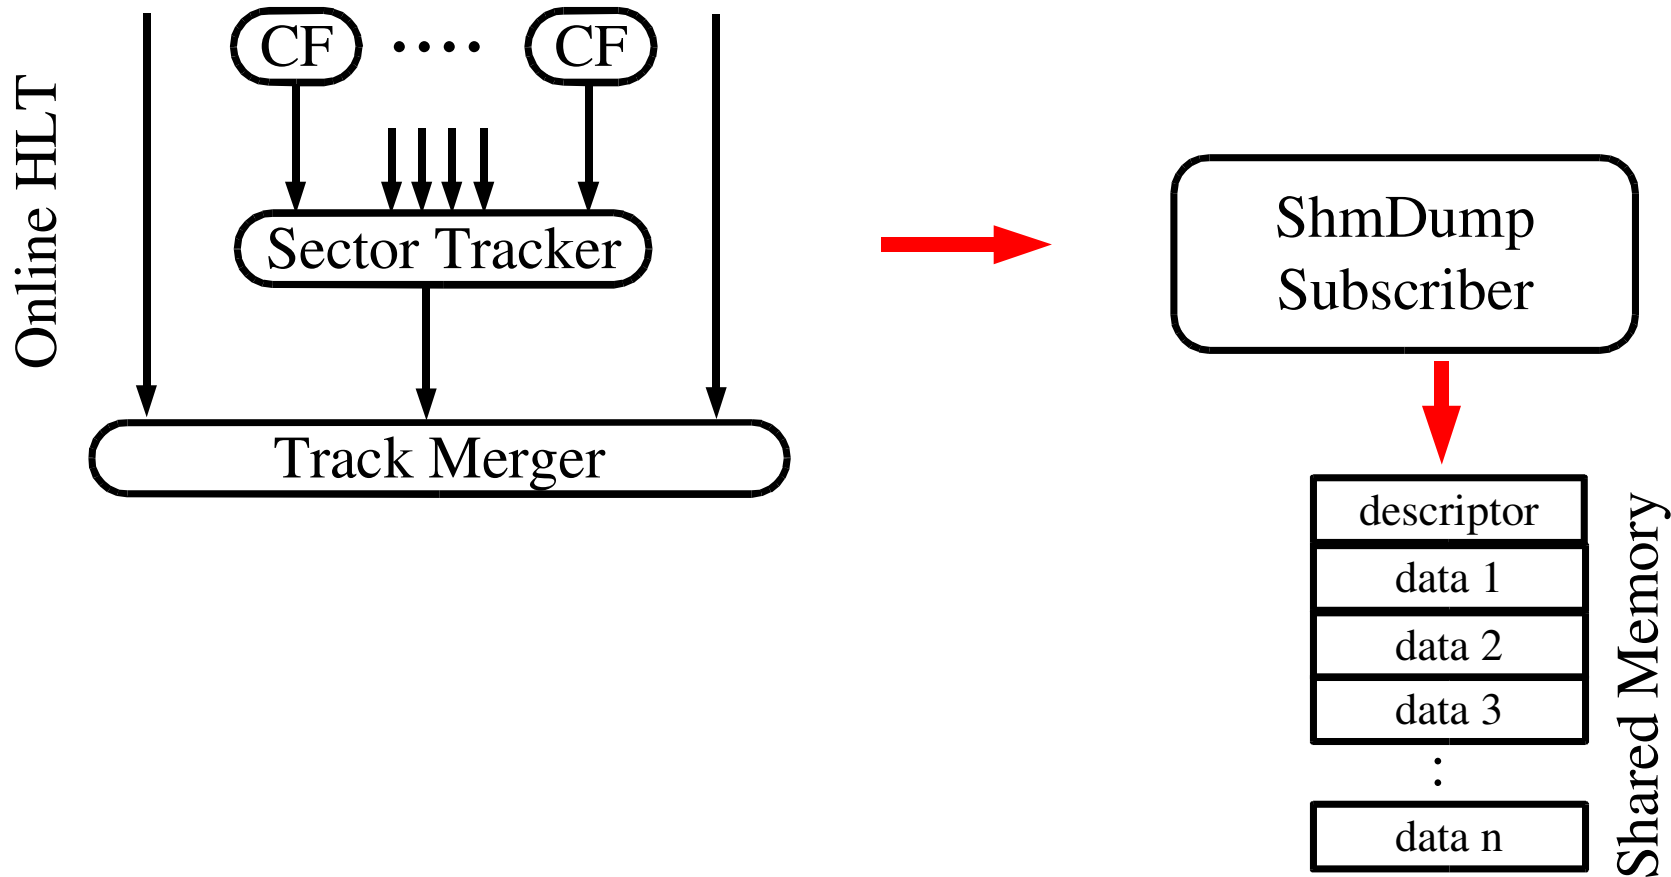 Online HLT
CF
....
CF
Sector Tracker
Track Merger
ShmDump
Subscriber
descriptor
data 1
data 2
data 3
:
data n
Shared Memory